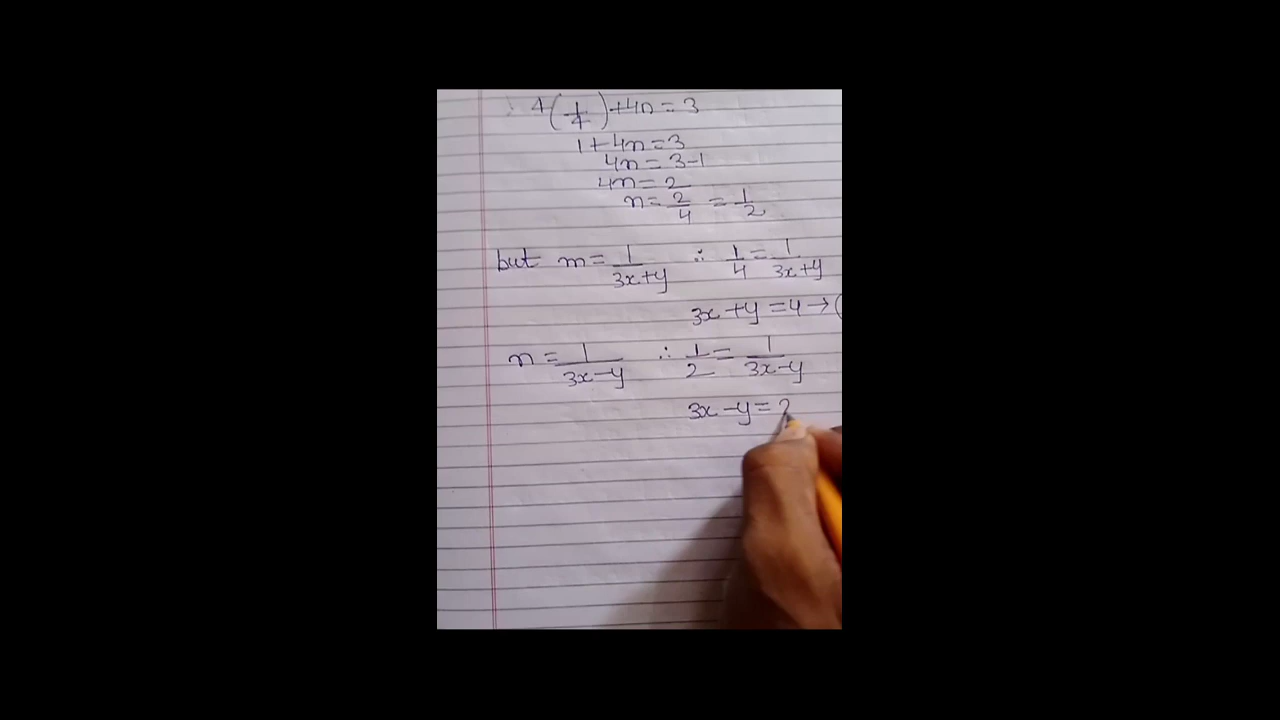 4(1/4)+4n=3
1+4n=3
4n=3-1
4n=2
n=2/4=1/2
but m=1/3x+y ∴ 1/4=1/3x+y
3x+y=4→(
n=1/3x-y ∴ 1/2=1/3x-y
3x-y=2